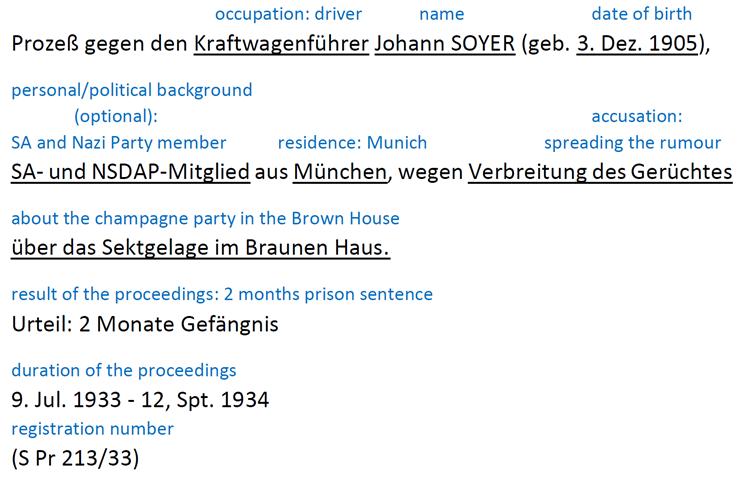 occupation: driver name date of birth
Prozeß gegen den Kraftwagenführer Johann SOYER (geb. 3. Dez. 1905),
personal/political background
(optional): accusation:
SA and Nazi Party member residence: Munich spreading the rumour
SA- und NSDAP-Mitglied aus München, wegen Verbreitung des Gerüchtes
about the champagne party in the Brown House
über das Sektgelage im Braunen Haus.
result of the proceedings: 2 months prison sentence
Urteil: 2 Monate Gefängnis
duration of the proceedings
9. Jul. 1933 - 12, Spt. 1934
registration number
(S Pr 213/33)